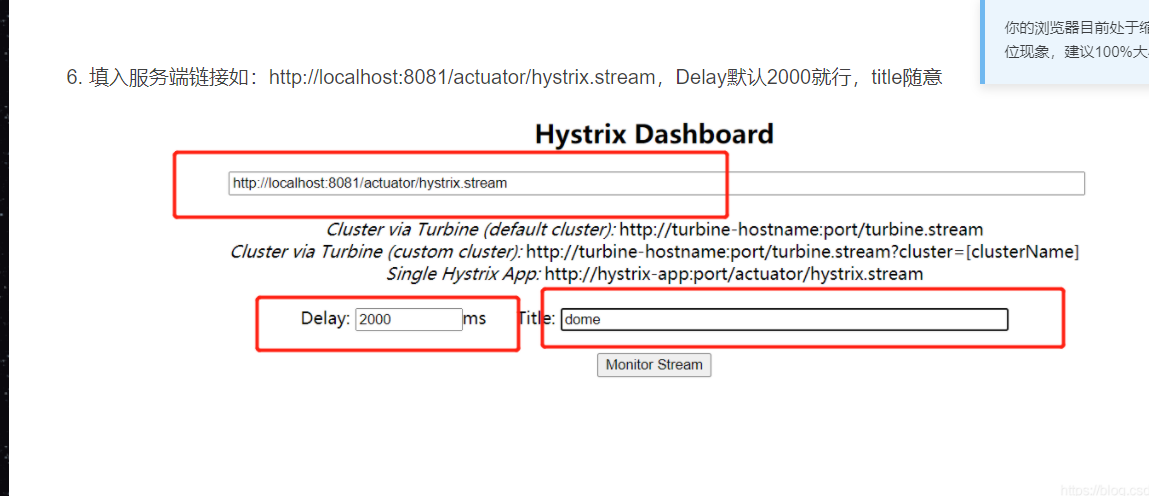 你的浏览器目前处于缩
位现象，建议100%大
6. 填入服务端链接如：http://localhost:8081/actuator/hystrix.stream，Delay默认2000就行，title随意
Hystrix Dashboard
http://localhost:8081/actuator/hystrix.stream
Cluster via Turbine (default cluster): http://turbine-hostname:port/turbine.stream
Cluster via Turbine (custom cluster): http://turbine-hostname:port/turbine.stream?cluster=[clusterName]
Single Hystrix App: http://hystrix-app:port/actuator/hystrix.stream
Delay: 2000 ms Title: dome
Monitor Stream
https://blog.csd